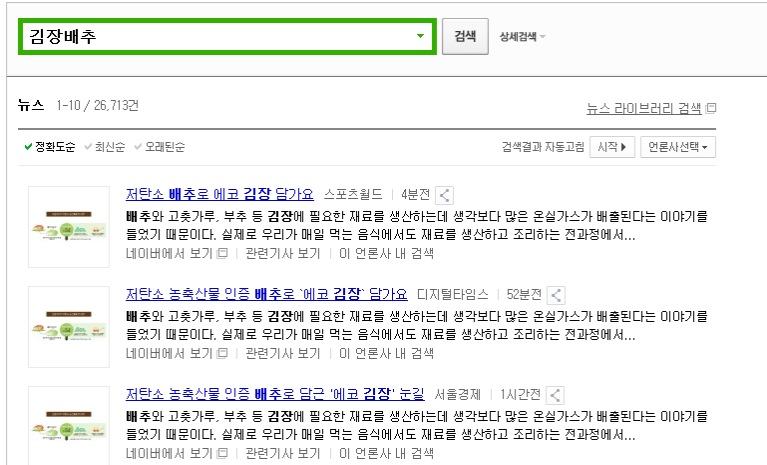 김장배추
검색
상세검색
뉴스 1-10 / 26,713건
뉴스 라이브러리 검색
정확도순 최신순 오래된순
검색결과 자동고침 시작 언론사선택
저탄소 배추로 에코 김장 담가요 스포츠월드 | 4분전
배추와 고춧가루, 부추 등 김장에 필요한 재료를 생산하는데 생각보다 많은 온실가스가 배출된다는 이야기를
들었기 때문이다. 실제로 우리가 매일 먹는 음식에서도 재료를 생산하고 조리하는 전과정에서...
네이버에서 보기 | 관련기사 보기 | 이 언론사 내 검색
저탄소 농축산물 인증 배추로 `에코 김장` 담가요 디지털타임스 | 52분전
배추와 고춧가루, 부추 등 김장에 필요한 재료를 생산하는데 생각보다 많은 온실가스가 배출된다는 이야기를
들었기 때문이다. 실제로 우리가 매일 먹는 음식에서도 재료를 생산하고 조리하는 전과정에서...
네이버에서 보기 | 관련기사 보기 | 이 언론사 내 검색
저탄소 농축산물 인증 배추로 담근 '에코 김장' 눈길 서울경제 | 1시간전
배추와 고춧가루, 부추 등 김장에 필요한 재료를 생산하는데 생각보다 많은 온실가스가 배출된다는 이야기를
들었기 때문이다. 실제로 우리가 매일 먹는 음식에서도 재료를 생산하고 조리하는 전과정에서...
네이버에서 보기 | 관련기사 보기 | 이 언론사 내 검색